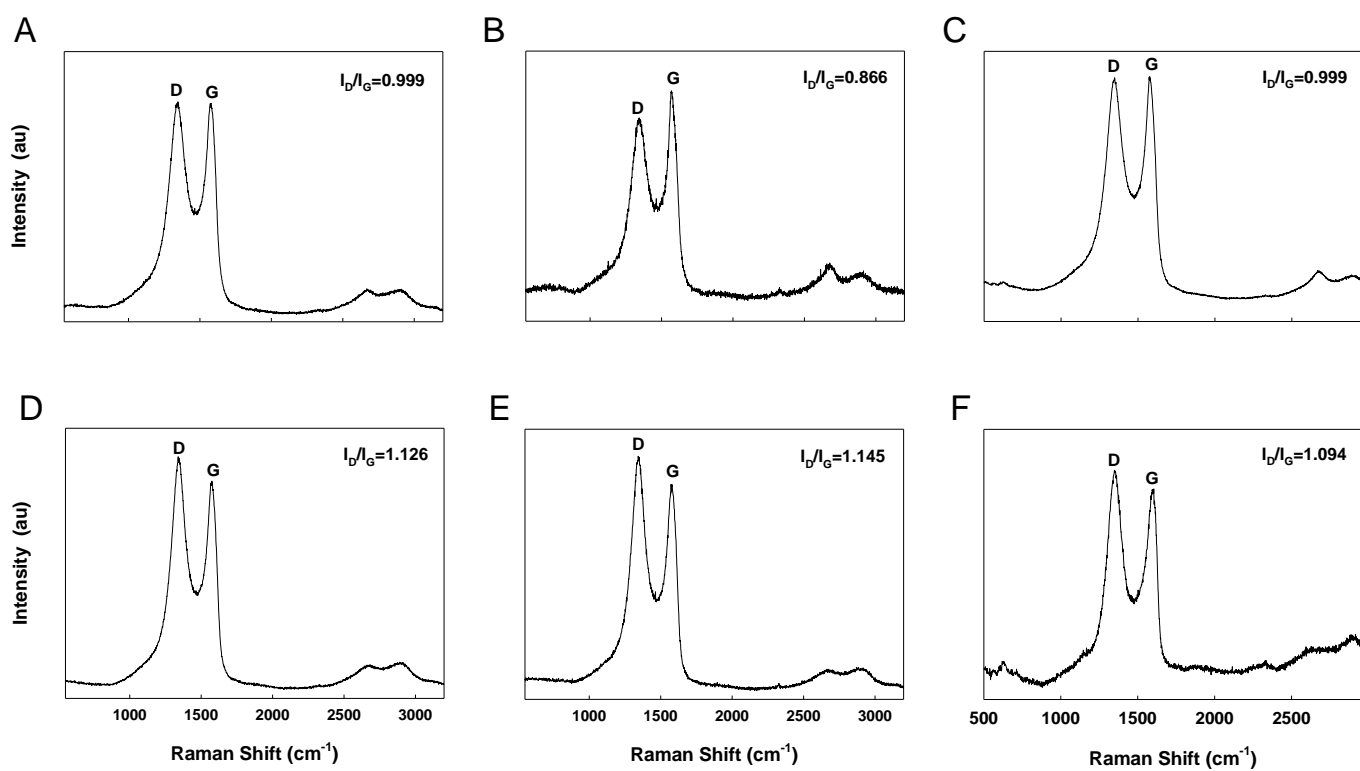 A
I_D/I_G=0.999
D
G
Intensity (au)
B
I_D/I_G=0.866
D
G
C
I_D/I_G=0.999
D
G
D
I_D/I_G=1.126
D
G
Intensity (au)
1000 1500 2000 2500 3000
Raman Shift (cm⁻¹)
E
I_D/I_G=1.145
D
G
1000 1500 2000 2500 3000
Raman Shift (cm⁻¹)
F
I_D/I_G=1.094
D
G
500 1000 1500 2000 2500
Raman Shift (cm⁻¹)